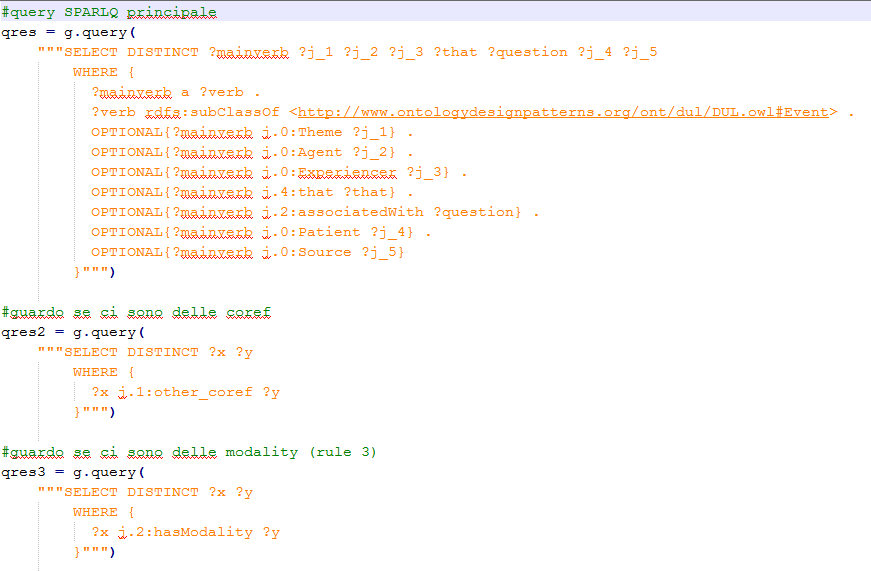 #query SPARLQ principale
qres = g.query(
"""SELECT DISTINCT ?mainverb ?j_1 ?j_2 ?j_3 ?that ?question ?j_4 ?j_5
WHERE {
?mainverb a ?verb .
?verb rdfs:subClassOf <http://www.ontologydesignpatterns.org/ont/dul/DUL.owl#Event> .
OPTIONAL{?mainverb j.0:Theme ?j_1} .
OPTIONAL{?mainverb j.0:Agent ?j_2} .
OPTIONAL{?mainverb j.0:Experiencer ?j_3} .
OPTIONAL{?mainverb j.4:that ?that} .
OPTIONAL{?mainverb j.2:associatedWith ?question} .
OPTIONAL{?mainverb j.0:Patient ?j_4} .
OPTIONAL{?mainverb j.0:Source ?j_5}
}""")
#guardo se ci sono delle coref
qres2 = g.query(
"""SELECT DISTINCT ?x ?y
WHERE {
?x j.1:other_coref ?y
}""")
#guardo se ci sono delle modality (rule 3)
qres3 = g.query(
"""SELECT DISTINCT ?x ?y
WHERE {
?x j.2:hasModality ?y
}""")